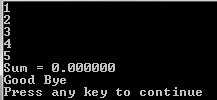 1
2
3
4
5
Sum = 0.000000
Good Bye
Press any key to continue